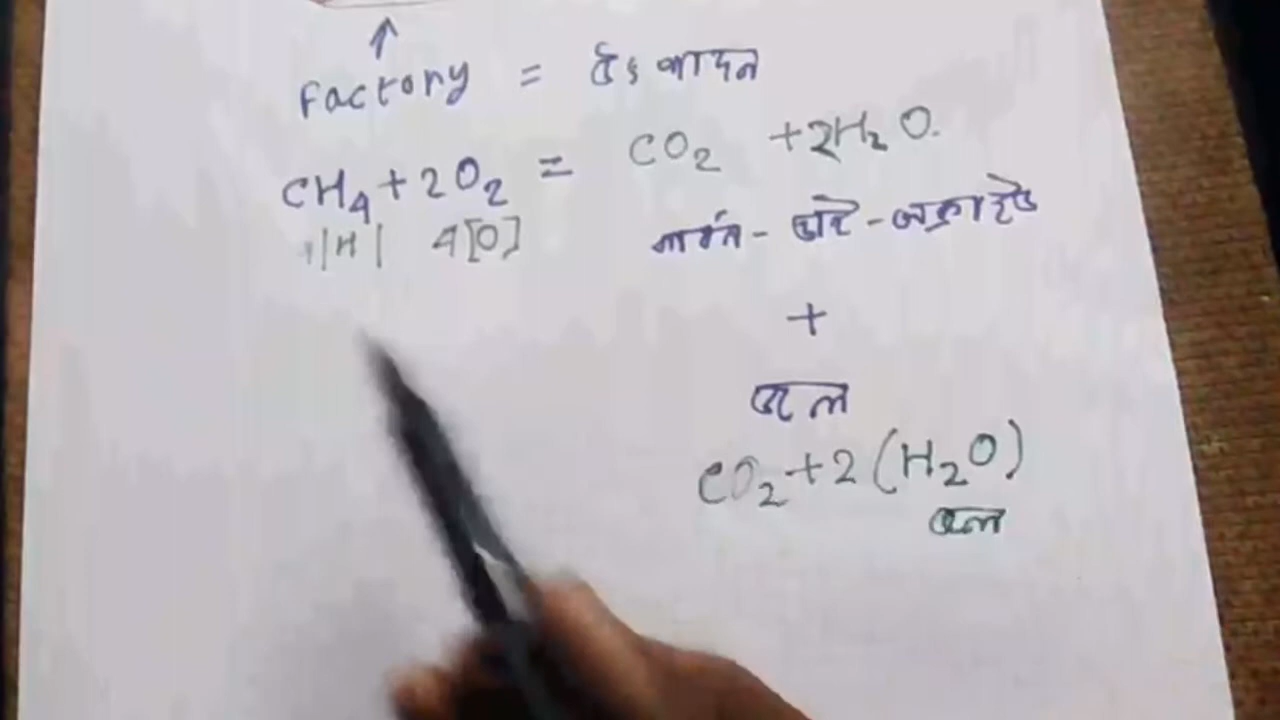 Factory = উৎপাদন
CH₄ + 2O₂ = CO₂ + 2H₂O.
4[O]
কার্বন - ডাই - অক্সাইড
+
জল
CO₂ + 2 (H₂O)
জল